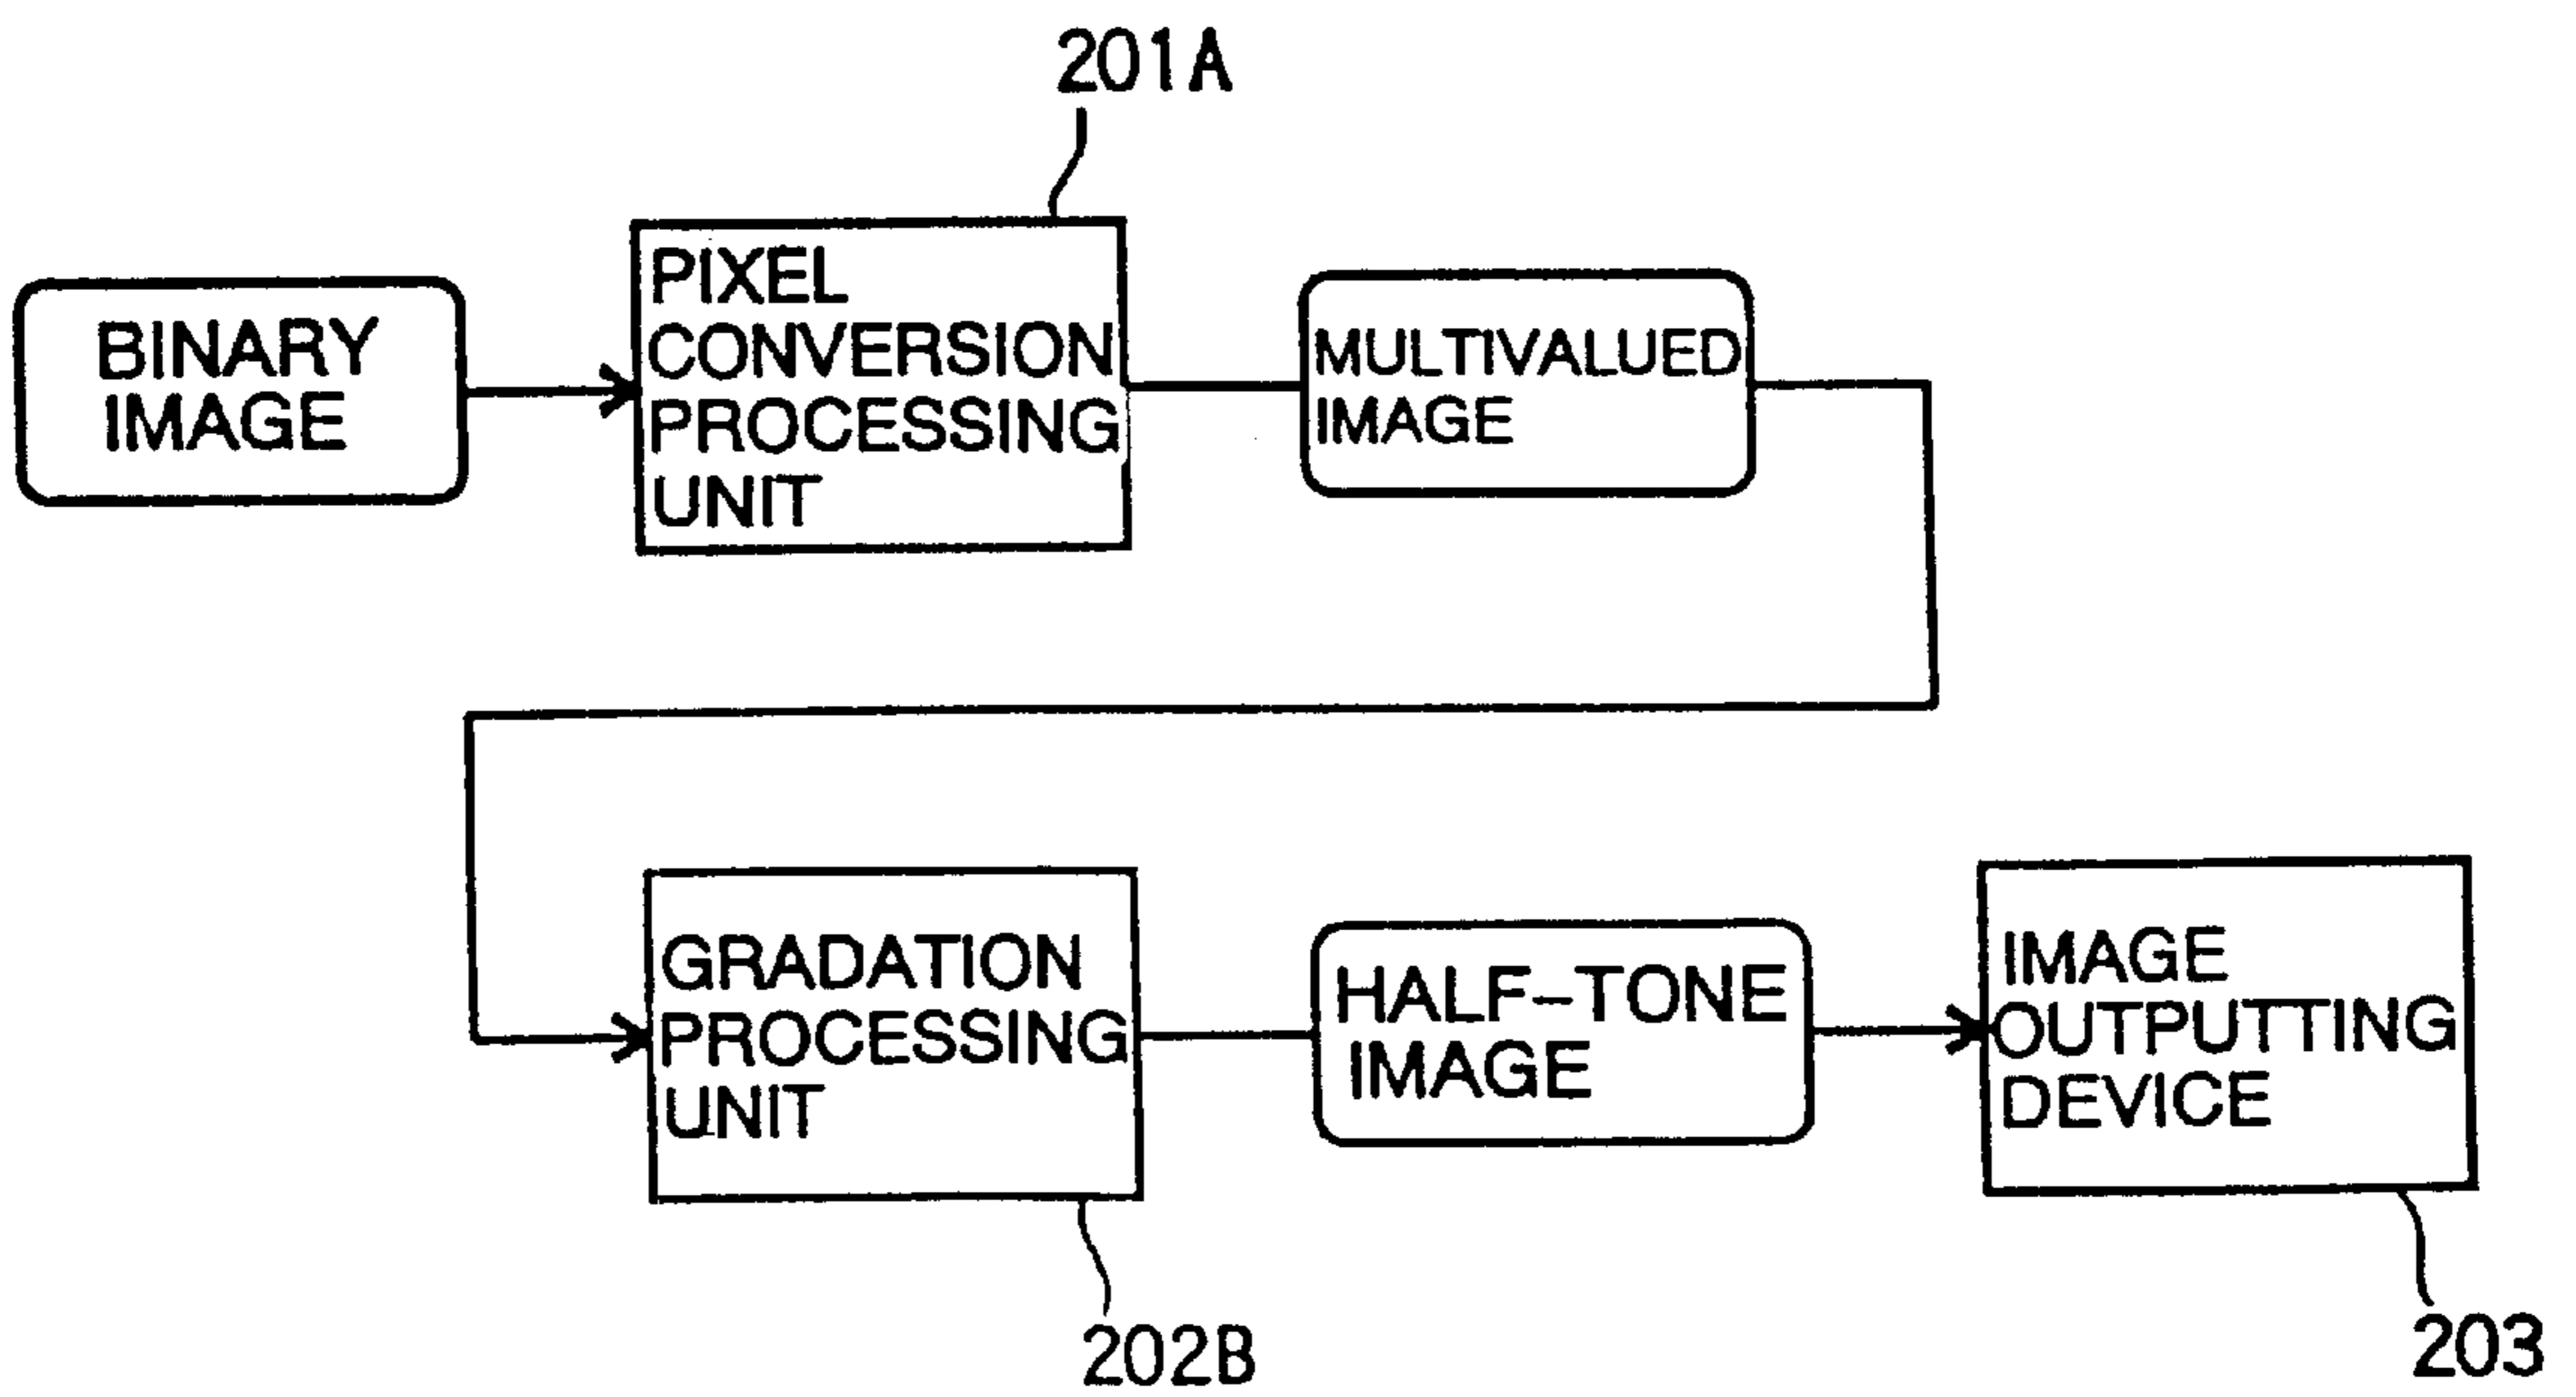 201A
BINARY
IMAGE
PIXEL
CONVERSION
PROCESSING
UNIT
MULTIVALUED
IMAGE
GRADATION
PROCESSING
UNIT
HALF-TONE
IMAGE
IMAGE
OUTPUTTING
DEVICE
202B
203